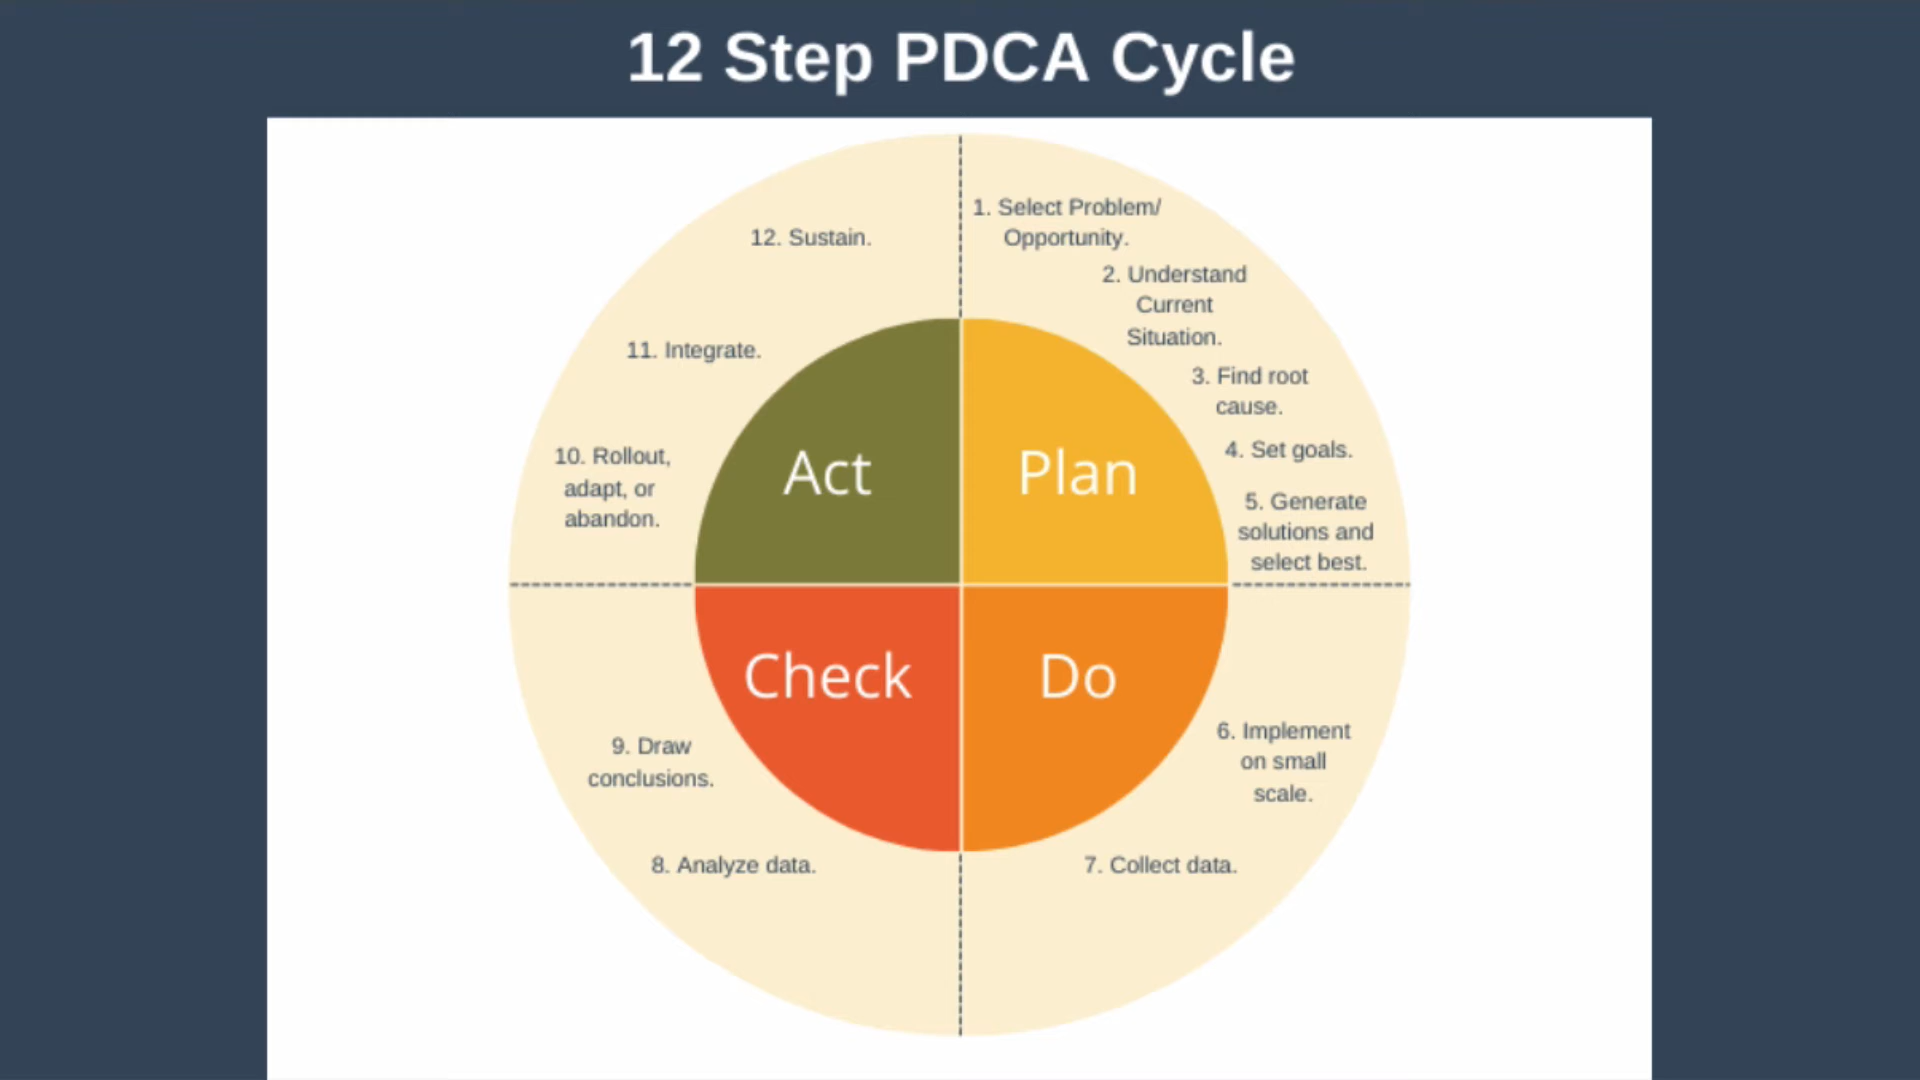 12 Step PDCA Cycle
1. Select Problem/
Opportunity.
2. Understand
Current
Situation.
3. Find root
cause.
4. Set goals.
5. Generate
solutions and
select best.
6. Implement
on small
scale.
7. Collect data.
8. Analyze data.
9. Draw
conclusions.
10. Rollout,
adapt, or
abandon.
11. Integrate.
12. Sustain.
Act
Plan
Check
Do